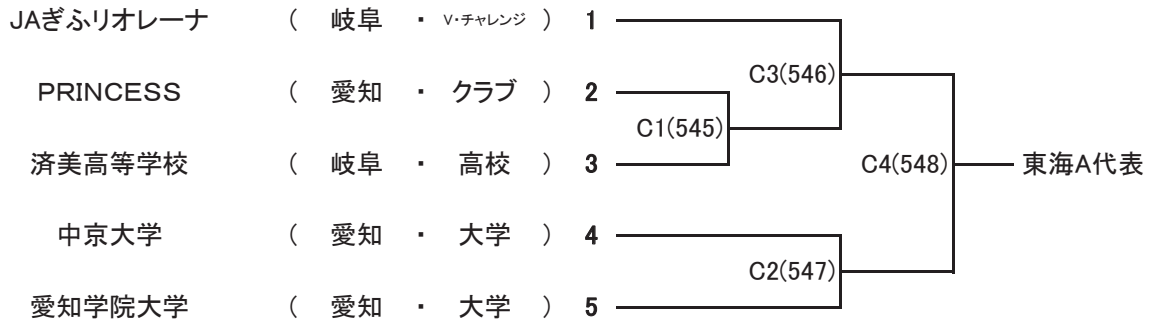 JAぎふリオレーナ ( 岐阜 ・ V・チャレンジ ) 1
C3(546)
PRINCESS ( 愛知 ・ クラブ ) 2
C1(545)
済美高等学校 ( 岐阜 ・ 高校 ) 3
C4(548) 東海A代表
中京大学 ( 愛知 ・ 大学 ) 4
C2(547)
愛知学院大学 ( 愛知 ・ 大学 ) 5